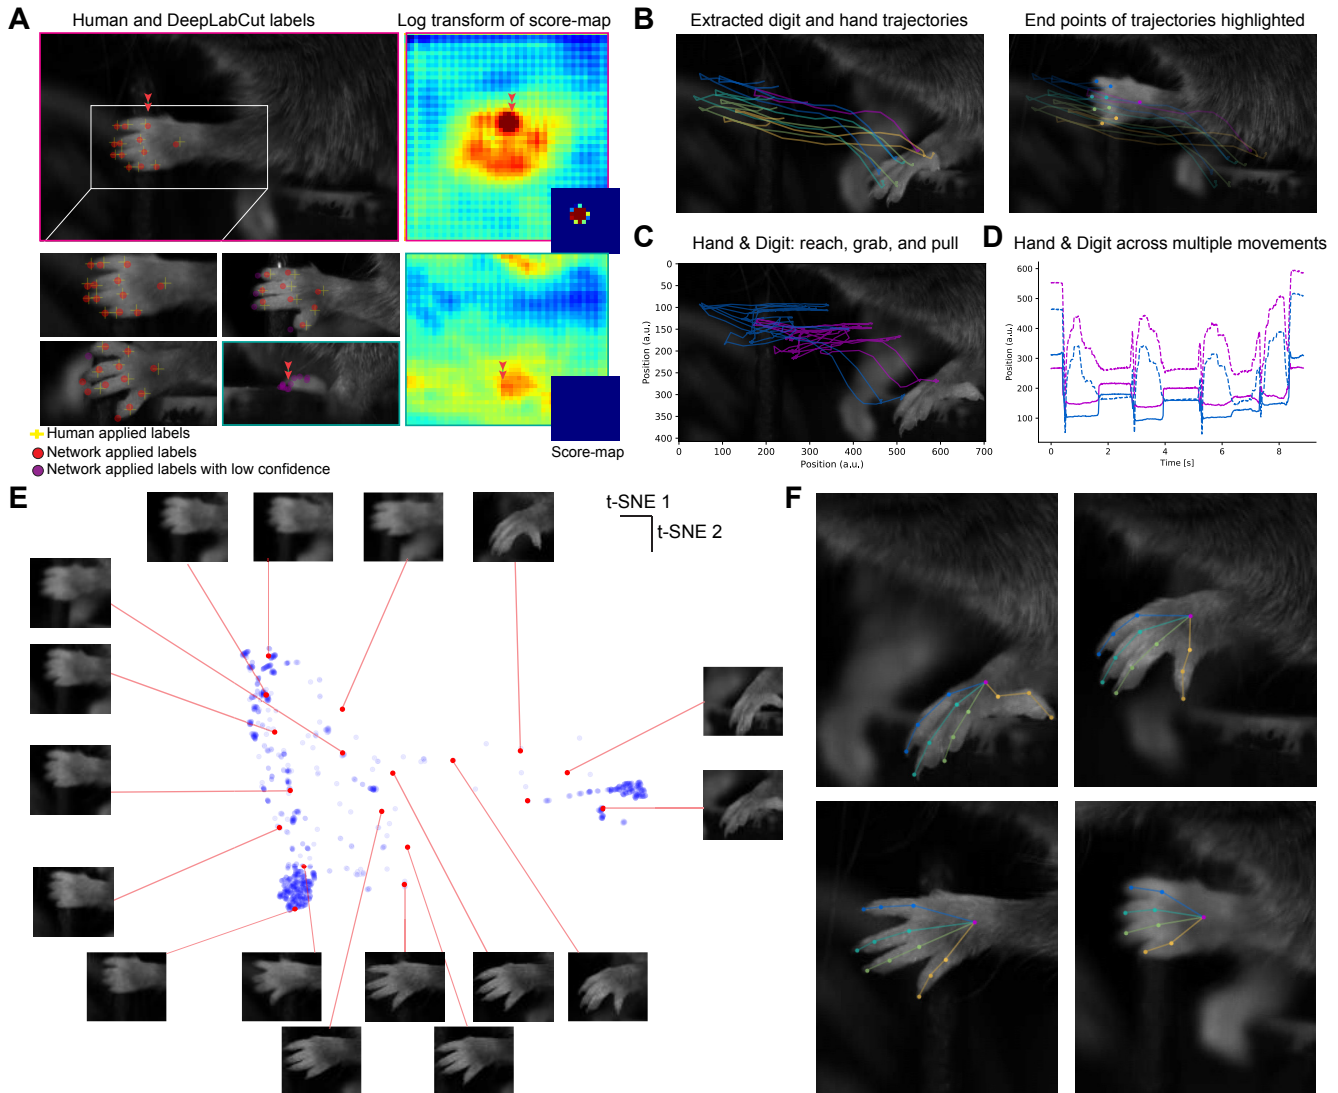 A
Human and DeepLabCut labels
Log transform of score-map
Human applied labels
Network applied labels
Network applied labels with low confidence
Score-map
B
Extracted digit and hand trajectories
End points of trajectories highlighted
C
Hand & Digit: reach, grab, and pull
0
50
100
150
200
250
300
350
400
Position (a.u.)
0 100 200 300 400 500 600 700
Position (a.u.)
D
Hand & Digit across multiple movements
600
500
400
300
200
100
Position (a.u.)
0 2 4 6 8
Time [s]
E
t-SNE 1
t-SNE 2
F